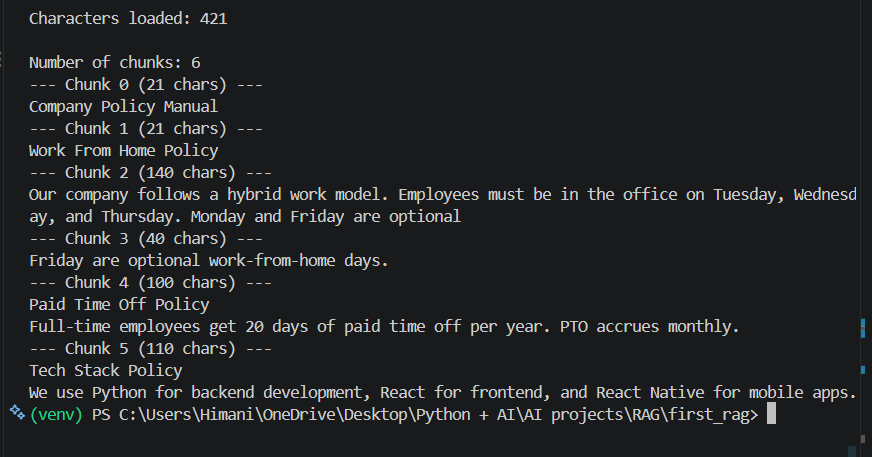 Characters loaded: 421
Number of chunks: 6
--- Chunk 0 (21 chars) ---
Company Policy Manual
--- Chunk 1 (21 chars) ---
Work From Home Policy
--- Chunk 2 (140 chars) ---
Our company follows a hybrid work model. Employees must be in the office on Tuesday, Wednesd
ay, and Thursday. Monday and Friday are optional
--- Chunk 3 (40 chars) ---
Friday are optional work-from-home days.
--- Chunk 4 (100 chars) ---
Paid Time Off Policy
Full-time employees get 20 days of paid time off per year. PTO accrues monthly.
--- Chunk 5 (110 chars) ---
Tech Stack Policy
We use Python for backend development, React for frontend, and React Native for mobile apps.
(venv) PS C:\Users\Himani\OneDrive\Desktop\Python + AI\AI projects\RAG\first_rag>